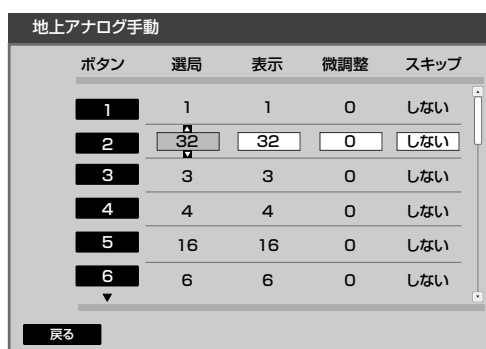 地上アナログ手動
ボタン 選局 表示 微調整 スキップ
1 1 1 0 しない
2 32 32 0 しない
3 3 3 0 しない
4 4 4 0 しない
5 16 16 0 しない
6 6 6 0 しない
戻る